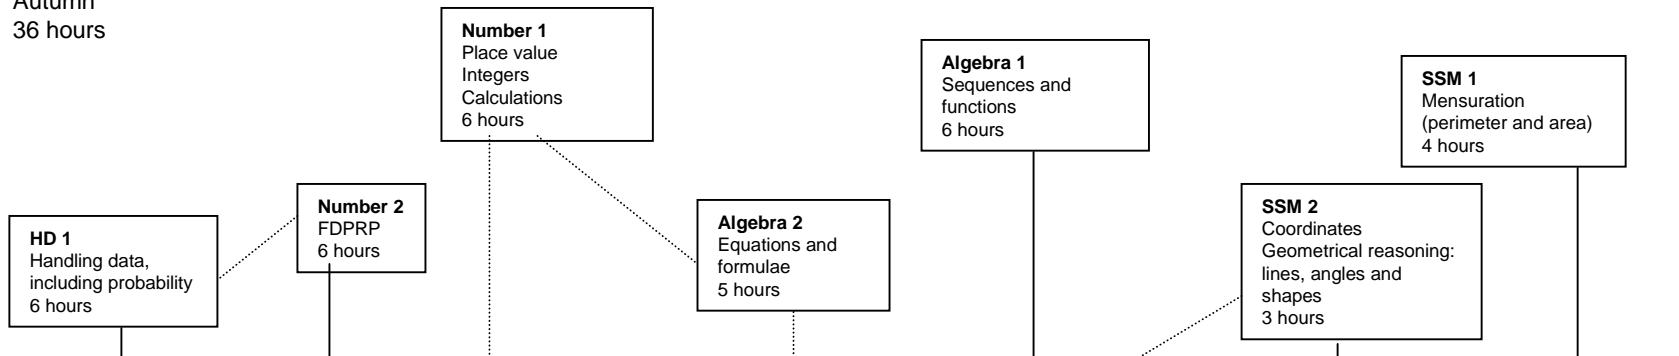 Autumn
36 hours
Number 1
Place value
Integers
Calculations
6 hours
Algebra 1
Sequences and
functions
6 hours
SSM 1
Mensuration
(perimeter and area)
4 hours
Number 2
FDPRP
6 hours
HD 1
Handling data,
including probability
6 hours
Algebra 2
Equations and
formulae
5 hours
SSM 2
Coordinates
Geometrical reasoning:
lines, angles and
shapes
3 hours